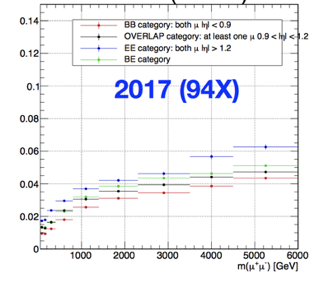 BB category: both μ |η| < 0.9
OVERLAP category: at least one μ 0.9 < |η| < 1.2
EE category: both μ |η| > 1.2
BE category
2017 (94X)
0.14
0.12
0.1
0.08
0.06
0.04
0.02
0
1000 2000 3000 4000 5000 6000
m(μ⁺μ⁻) [GeV]